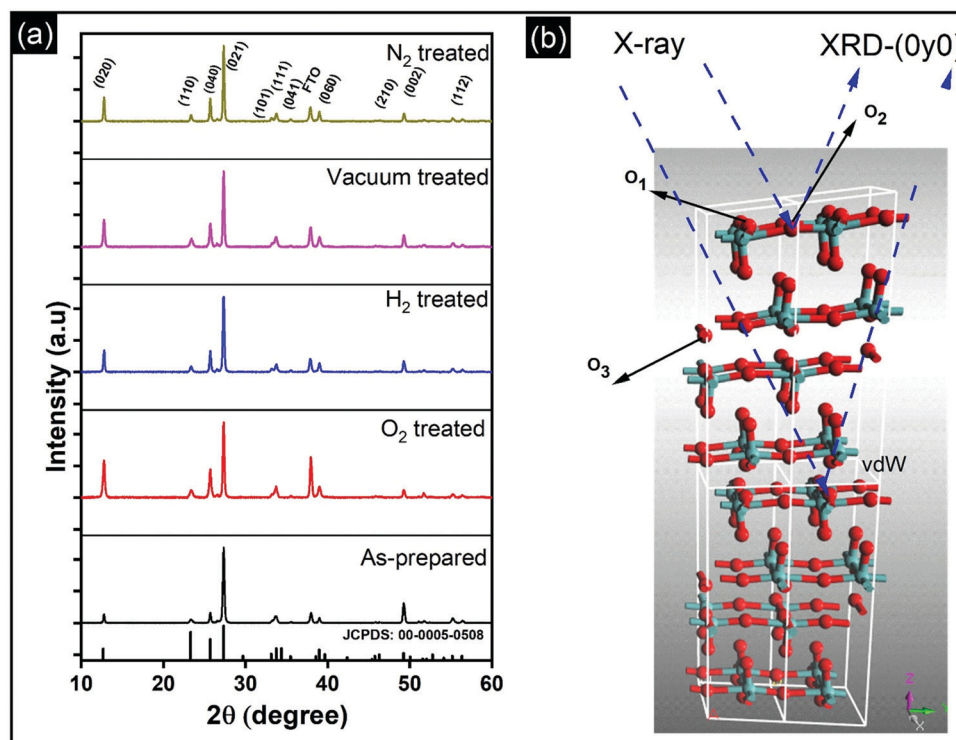 (a)
N₂ treated
(020)
(110)
(040)
(021)
(101)
(111)
(041)
FTO
(060)
(210)
(002)
(112)
Vacuum treated
H₂ treated
O₂ treated
As-prepared
JCPDS: 00-0005-0508
Intensity (a.u)
10 20 30 40 50 60
2θ (degree)
(b)
X-ray
XRD-(0y0)
O₂
O₁
O₃
vdW
Z
X